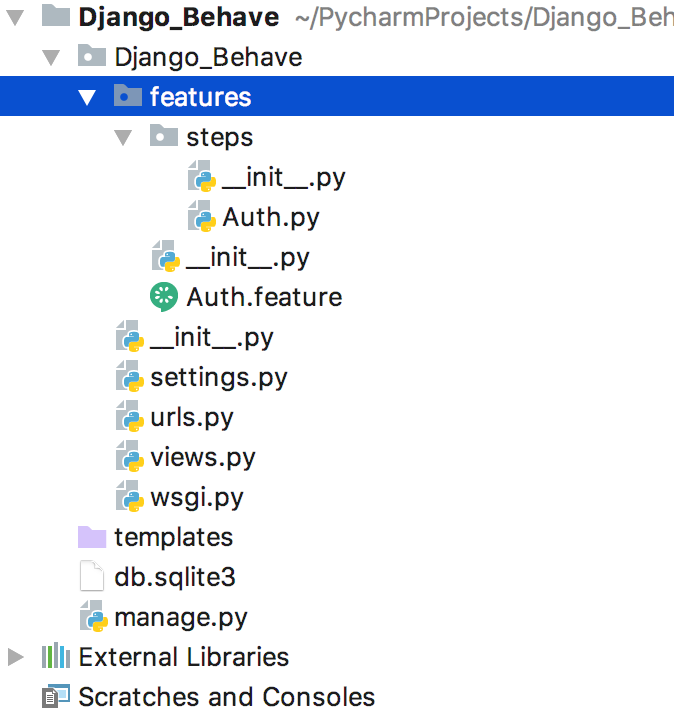 Django_Behave ~/PycharmProjects/Django_Beh
Django_Behave
features
steps
__init__.py
Auth.py
__init__.py
Auth.feature
__init__.py
settings.py
urls.py
views.py
wsgi.py
templates
db.sqlite3
manage.py
External Libraries
Scratches and Consoles